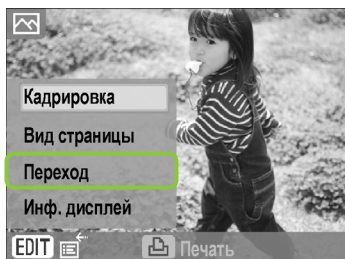 Кадрировка
Вид страницы
Переход
Инф. дисплей
EDIT Печать